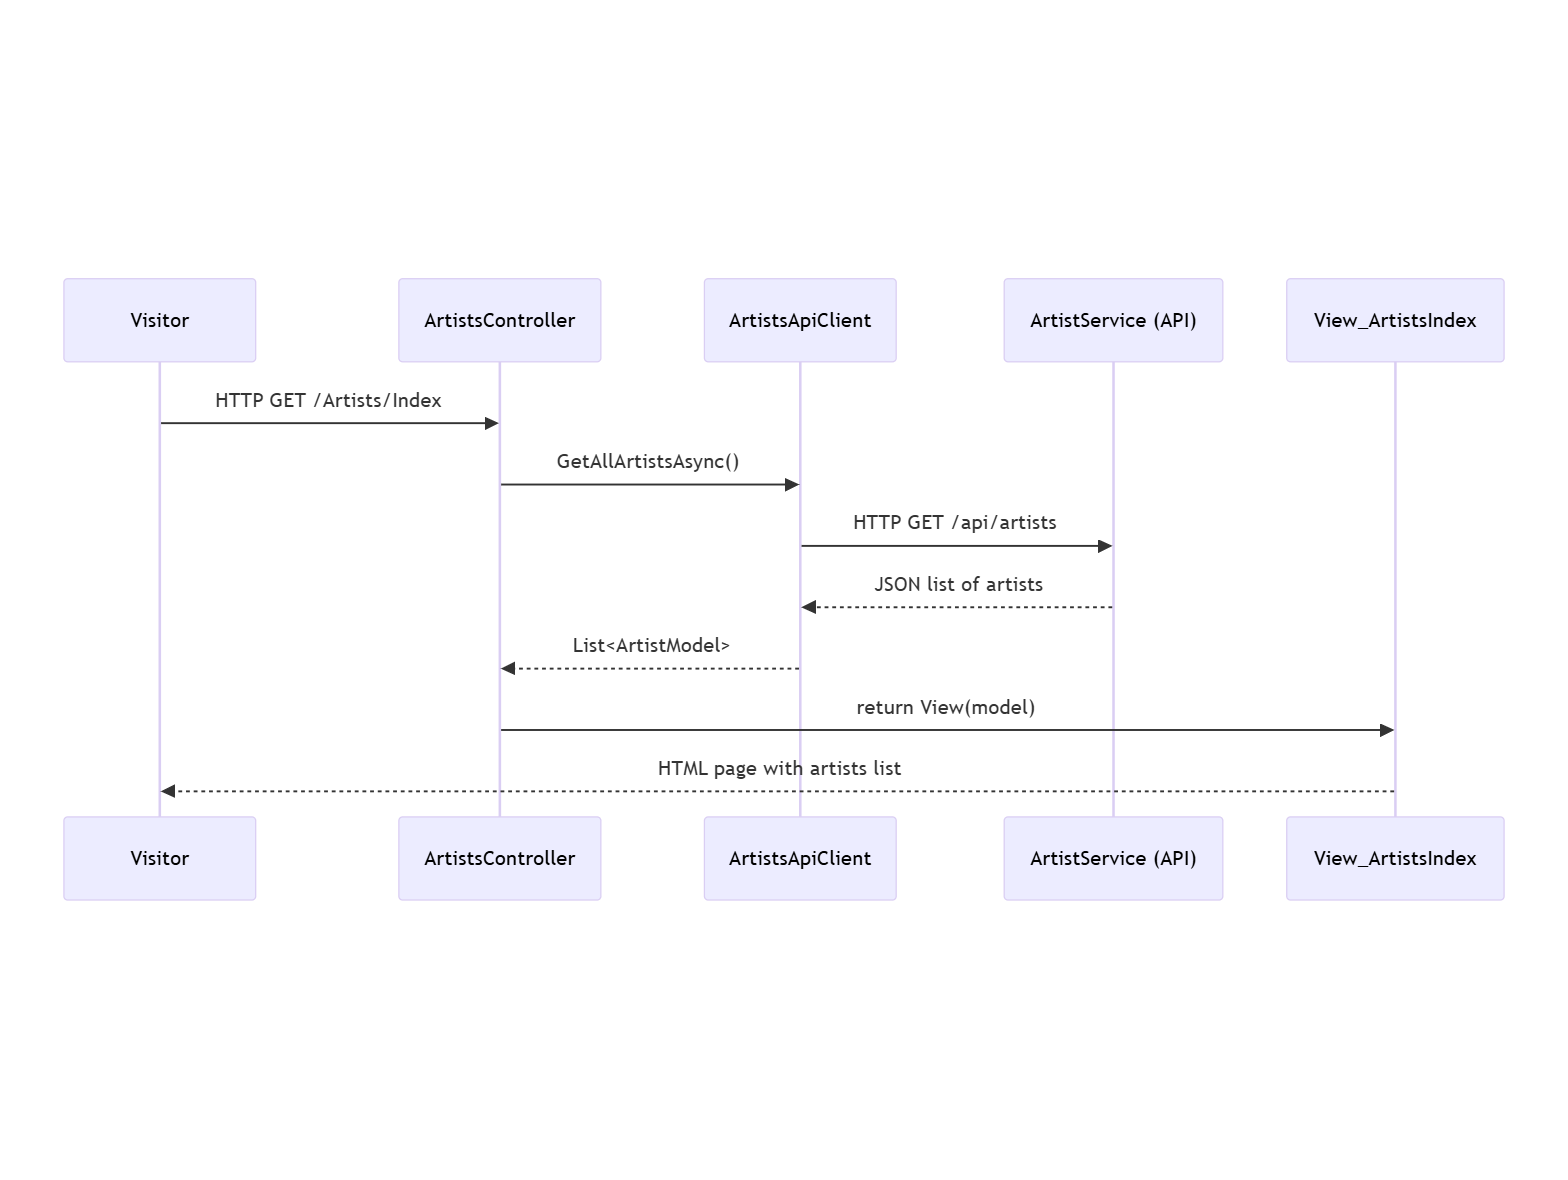 Visitor
ArtistsController
ArtistsApiClient
ArtistService (API)
View_ArtistsIndex
HTTP GET /Artists/Index
GetAllArtistsAsync()
HTTP GET /api/artists
JSON list of artists
List<ArtistModel>
return View(model)
HTML page with artists list
Visitor
ArtistsController
ArtistsApiClient
ArtistService (API)
View_ArtistsIndex